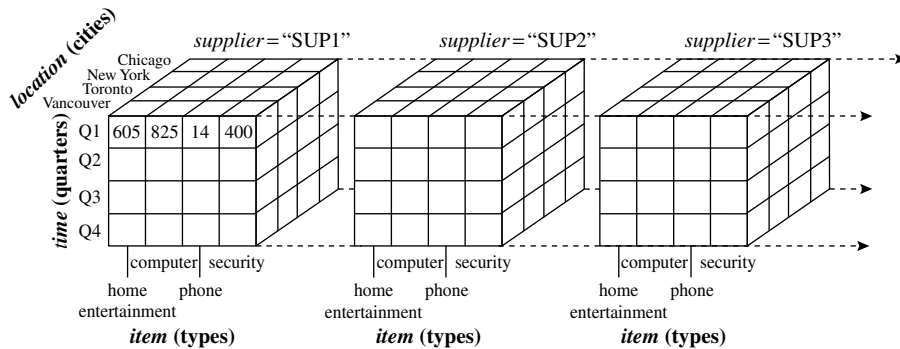 location (cities)
supplier = "SUP1" supplier = "SUP2" supplier = "SUP3"
Chicago
New York
Toronto
Vancouver
time (quarters)
Q1 605 825 14 400
Q2
Q3
Q4
computer security computer security computer security
home phone home phone home phone
entertainment entertainment entertainment
item (types) item (types) item (types)